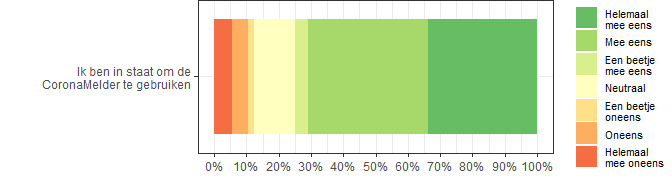 Ik ben in staat om de
CoronaMelder te gebruiken
0% 10% 20% 30% 40% 50% 60% 70% 80% 90% 100%
Helemaal
mee eens
Mee eens
Een beetje
mee eens
Neutraal
Een beetje
oneens
Oneens
Helemaal
mee oneens